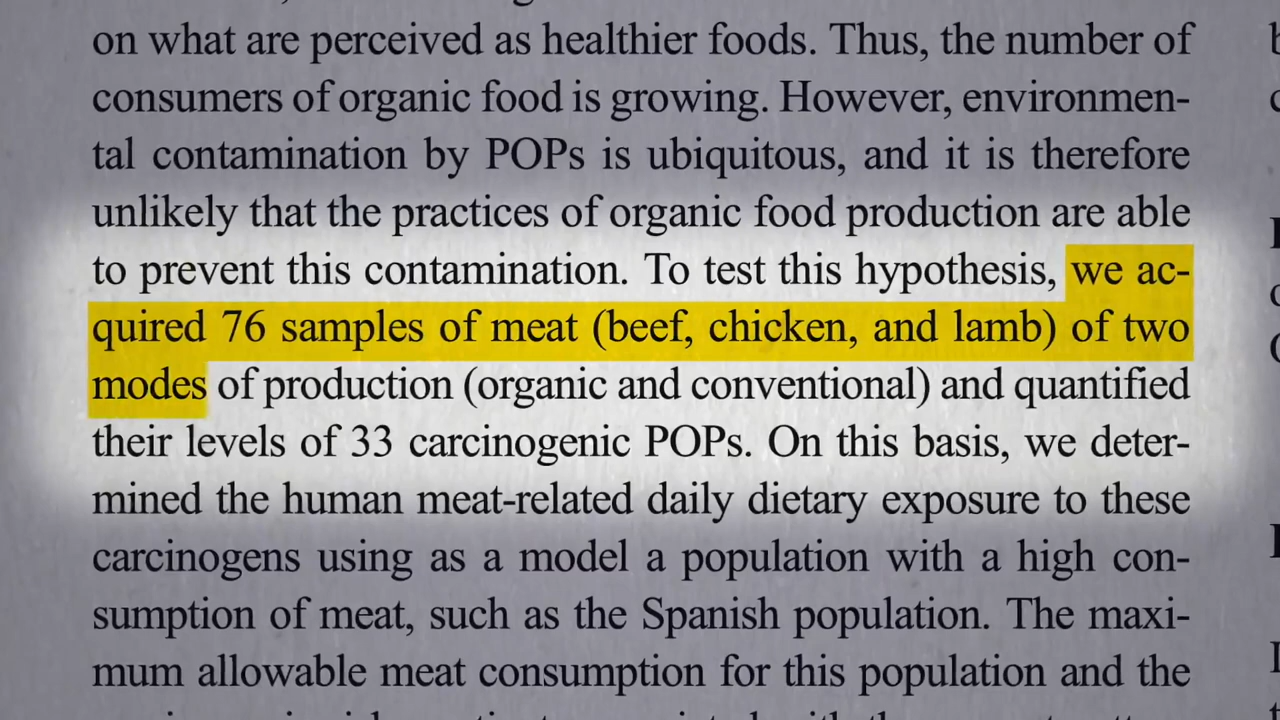 on what are perceived as healthier foods. Thus, the number of
consumers of organic food is growing. However, environmen-
tal contamination by POPs is ubiquitous, and it is therefore
unlikely that the practices of organic food production are able
to prevent this contamination. To test this hypothesis, we ac-
quired 76 samples of meat (beef, chicken, and lamb) of two
modes of production (organic and conventional) and quantified
their levels of 33 carcinogenic POPs. On this basis, we deter-
mined the human meat-related daily dietary exposure to these
carcinogens using as a model a population with a high con-
sumption of meat, such as the Spanish population. The maxi-
mum allowable meat consumption for this population and the